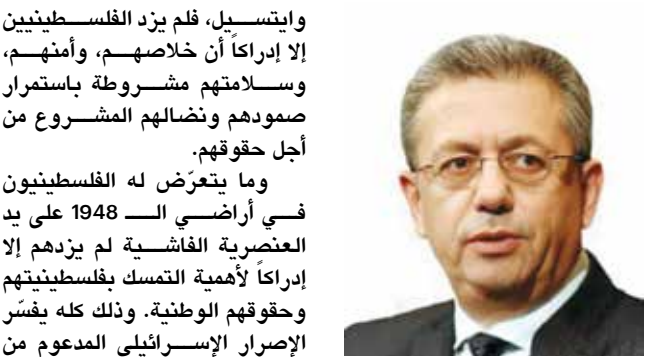 وايتسيل، فلم يزد الفلسطينيين
إلا إدراكاً أن خلاصهم، وأمنهم،
وسلامتهم مشروطة باستمرار
صمودهم ونضالهم المشروع من
أجل حقوقهم.
وما يتعرّض له الفلسطينيون
في أراضي الـ 1948 على يد
العنصرية الفاشية لم يزدهم إلا
إدراكاً لأهمية التمسك بفلسطينيتهم
وحقوقهم الوطنية. وذلك كله يفسّر
الإصرار الإسرائيلي المدعوم من